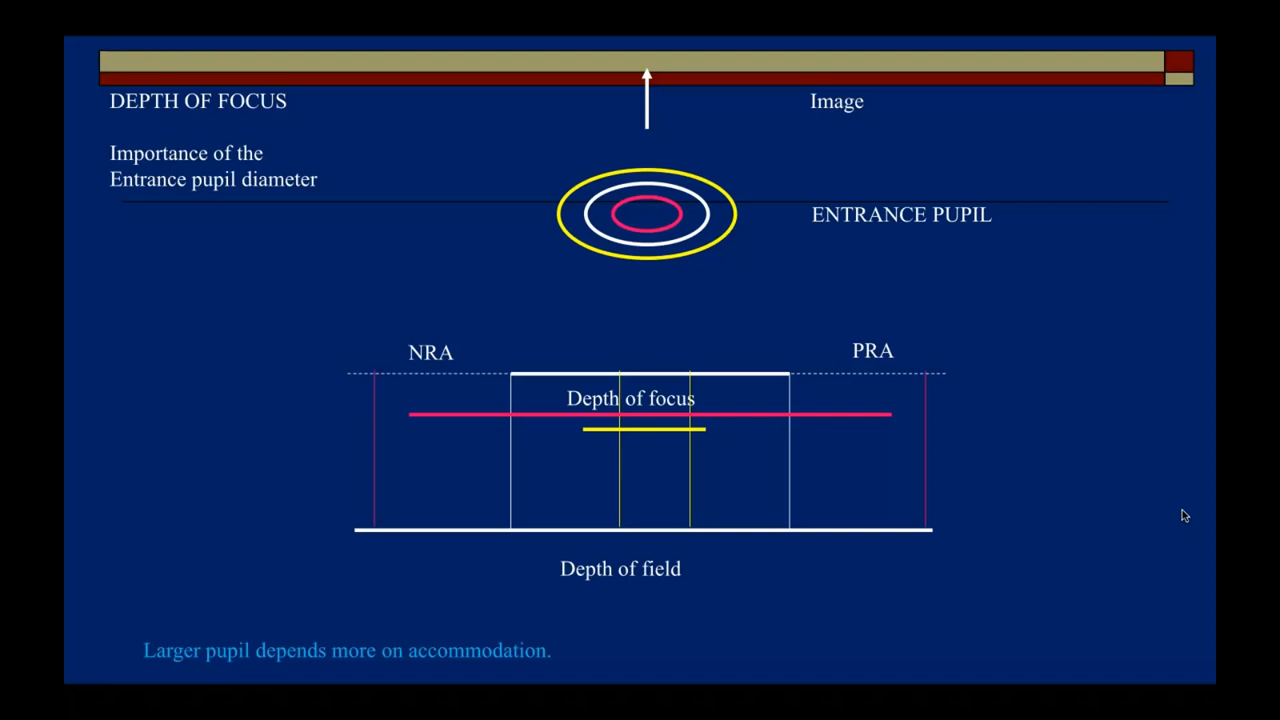 DEPTH OF FOCUS
Image
Importance of the
Entrance pupil diameter
ENTRANCE PUPIL
NRA
PRA
Depth of focus
Depth of field
Larger pupil depends more on accommodation.